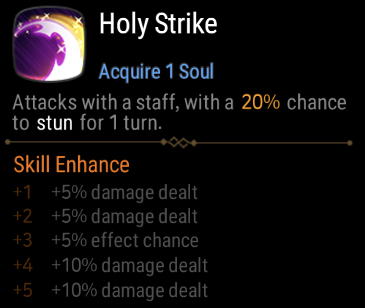 Holy Strike
Acquire 1 Soul
Attacks with a staff, with a 20% chance
to stun for 1 turn.
Skill Enhance
+1 +5% damage dealt
+2 +5% damage dealt
+3 +5% effect chance
+4 +10% damage dealt
+5 +10% damage dealt